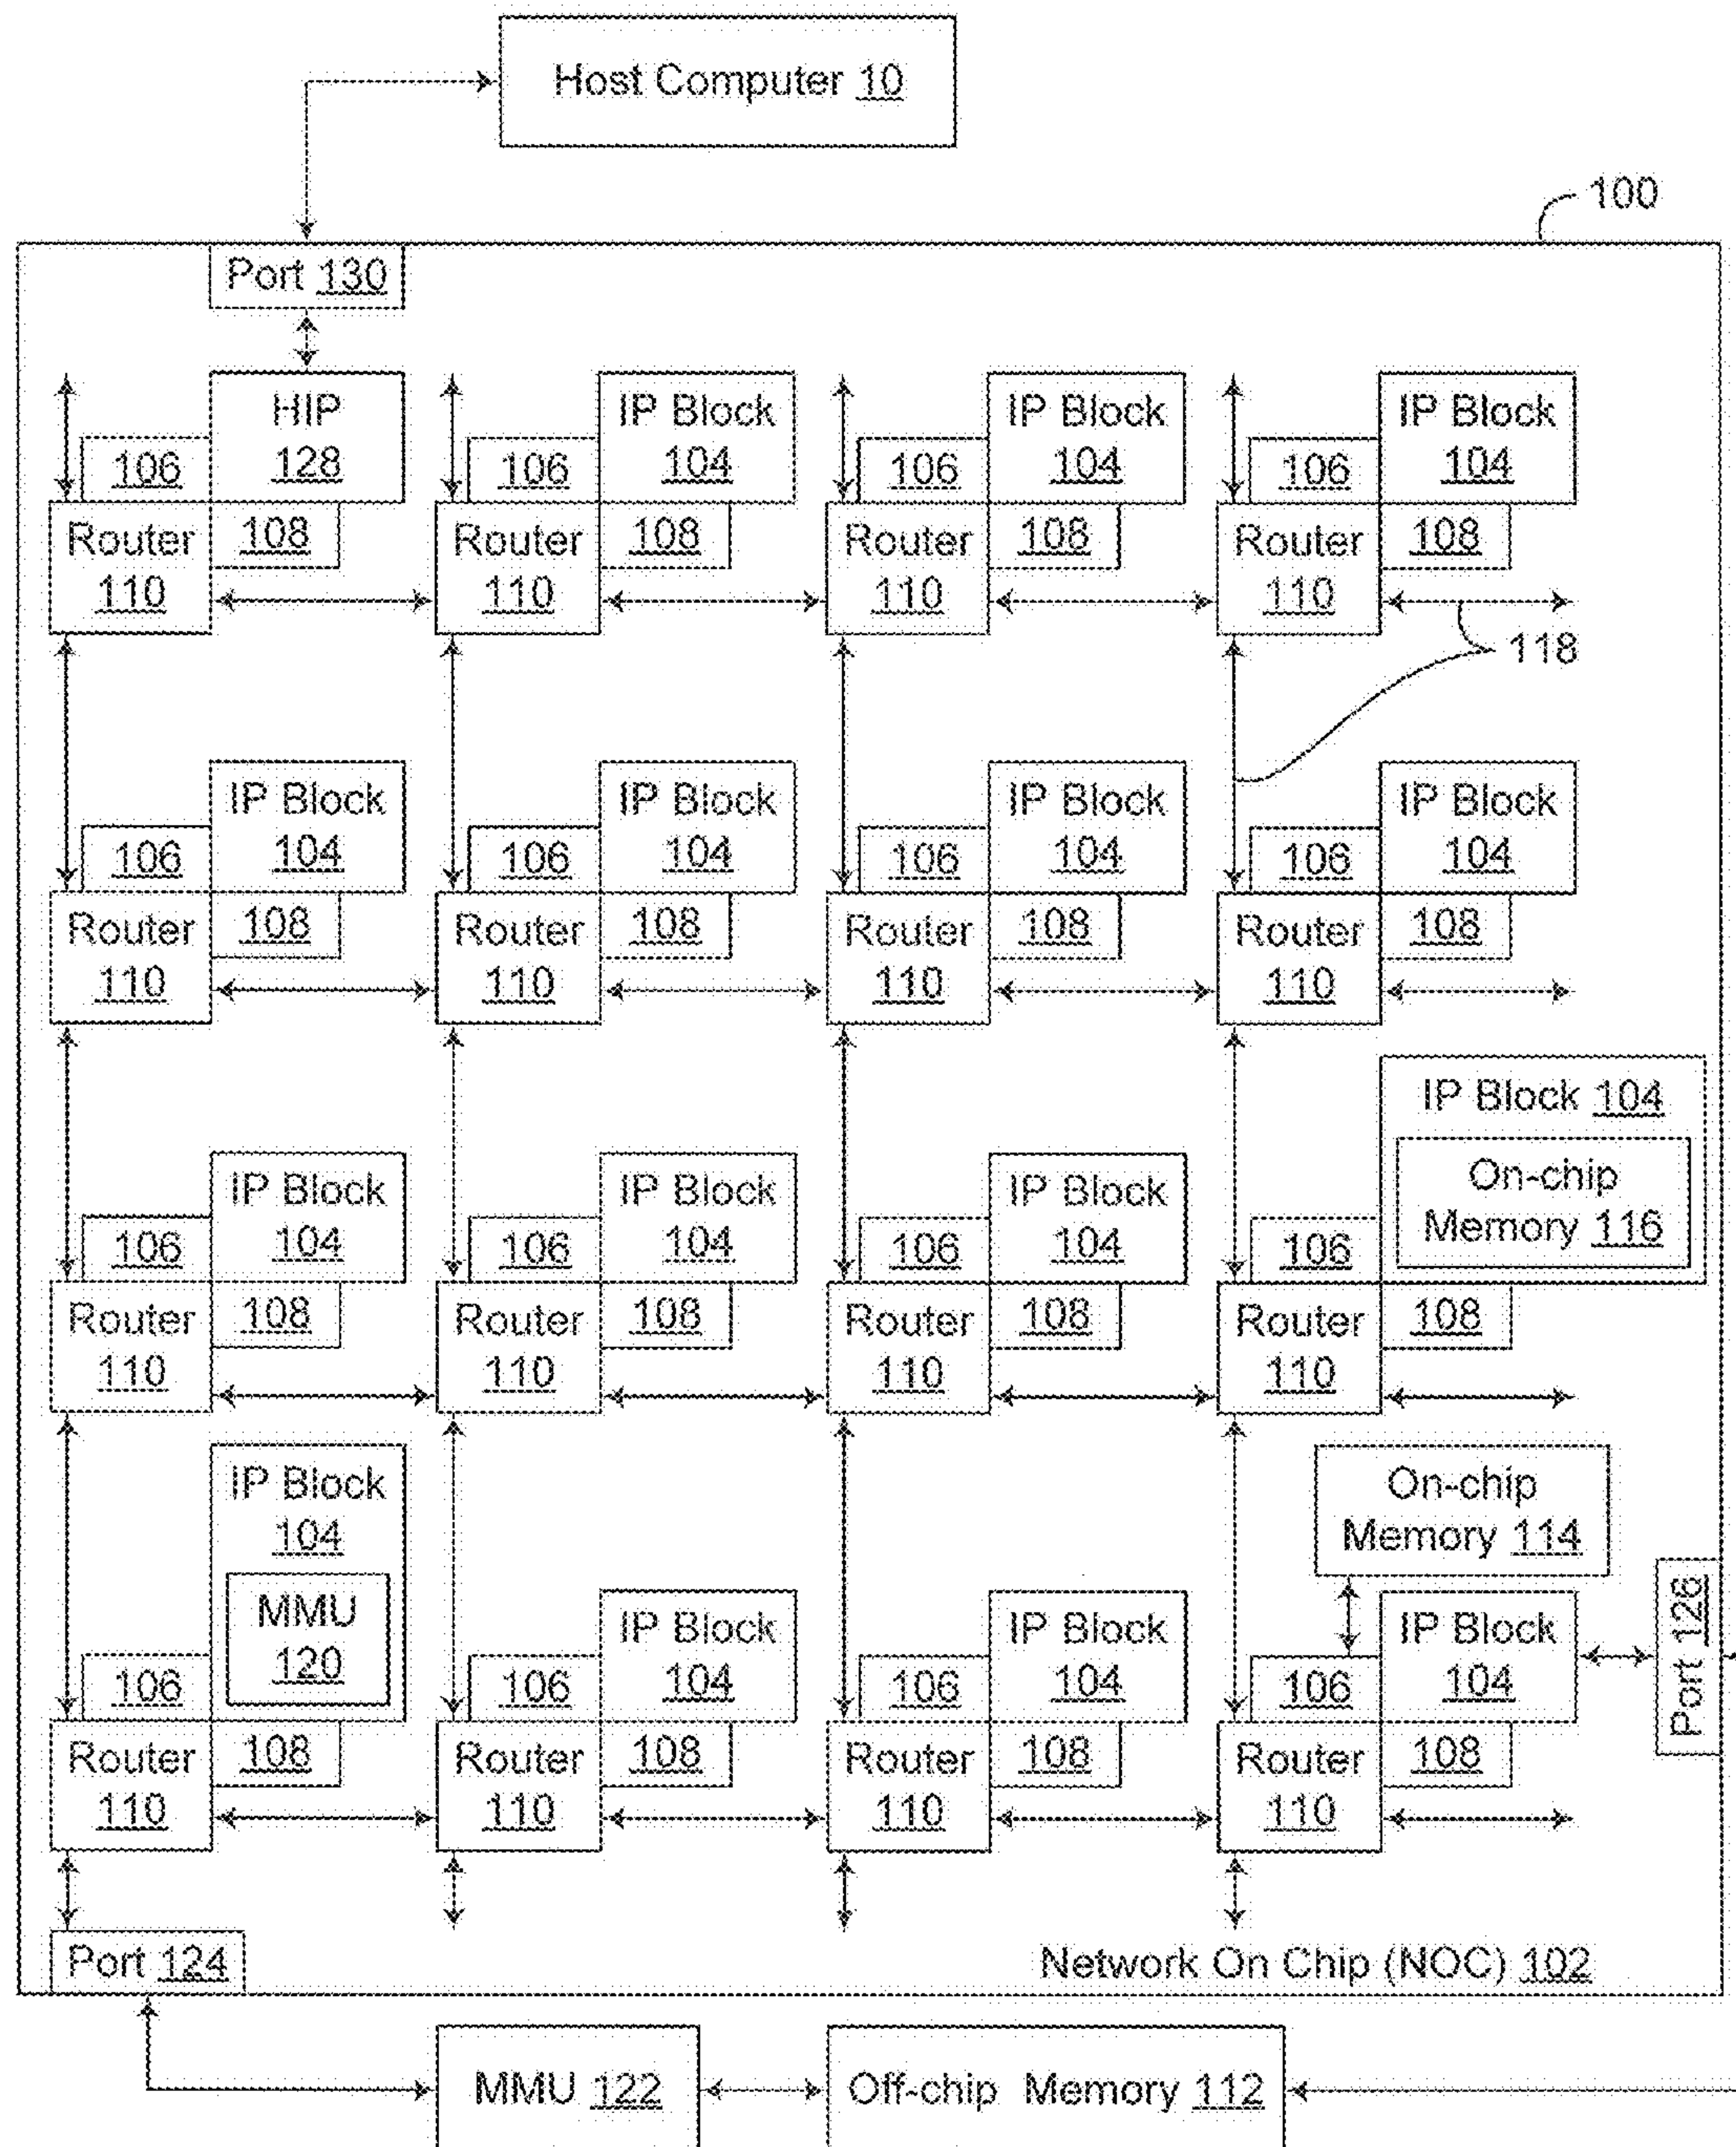 Host Computer 10
100
Port 130
HIP IP Block IP Block IP Block
106 128 106 104 106 104 106 104
Router 108 Router 108 Router 108 Router 108
110 110 110 110
118
IP Block IP Block IP Block IP Block
106 104 106 104 106 104 106 104
Router 108 Router 108 Router 108 Router 108
110 110 110 110
IP Block 104
On-chip
Memory 116
IP Block IP Block IP Block
106 104 106 104 106 104 106
Router 108 Router 108 Router 108 Router 108
110 110 110 110
IP Block
104
MMU
120
On-chip
Memory 114
IP Block IP Block IP Block
106 106 104 106 104 106 104
Port 126
Router 108 Router 108 Router 108 Router 108
110 110 110 110
Port 124
Network On Chip (NOC) 102
MMU 122
Off-chip Memory 112